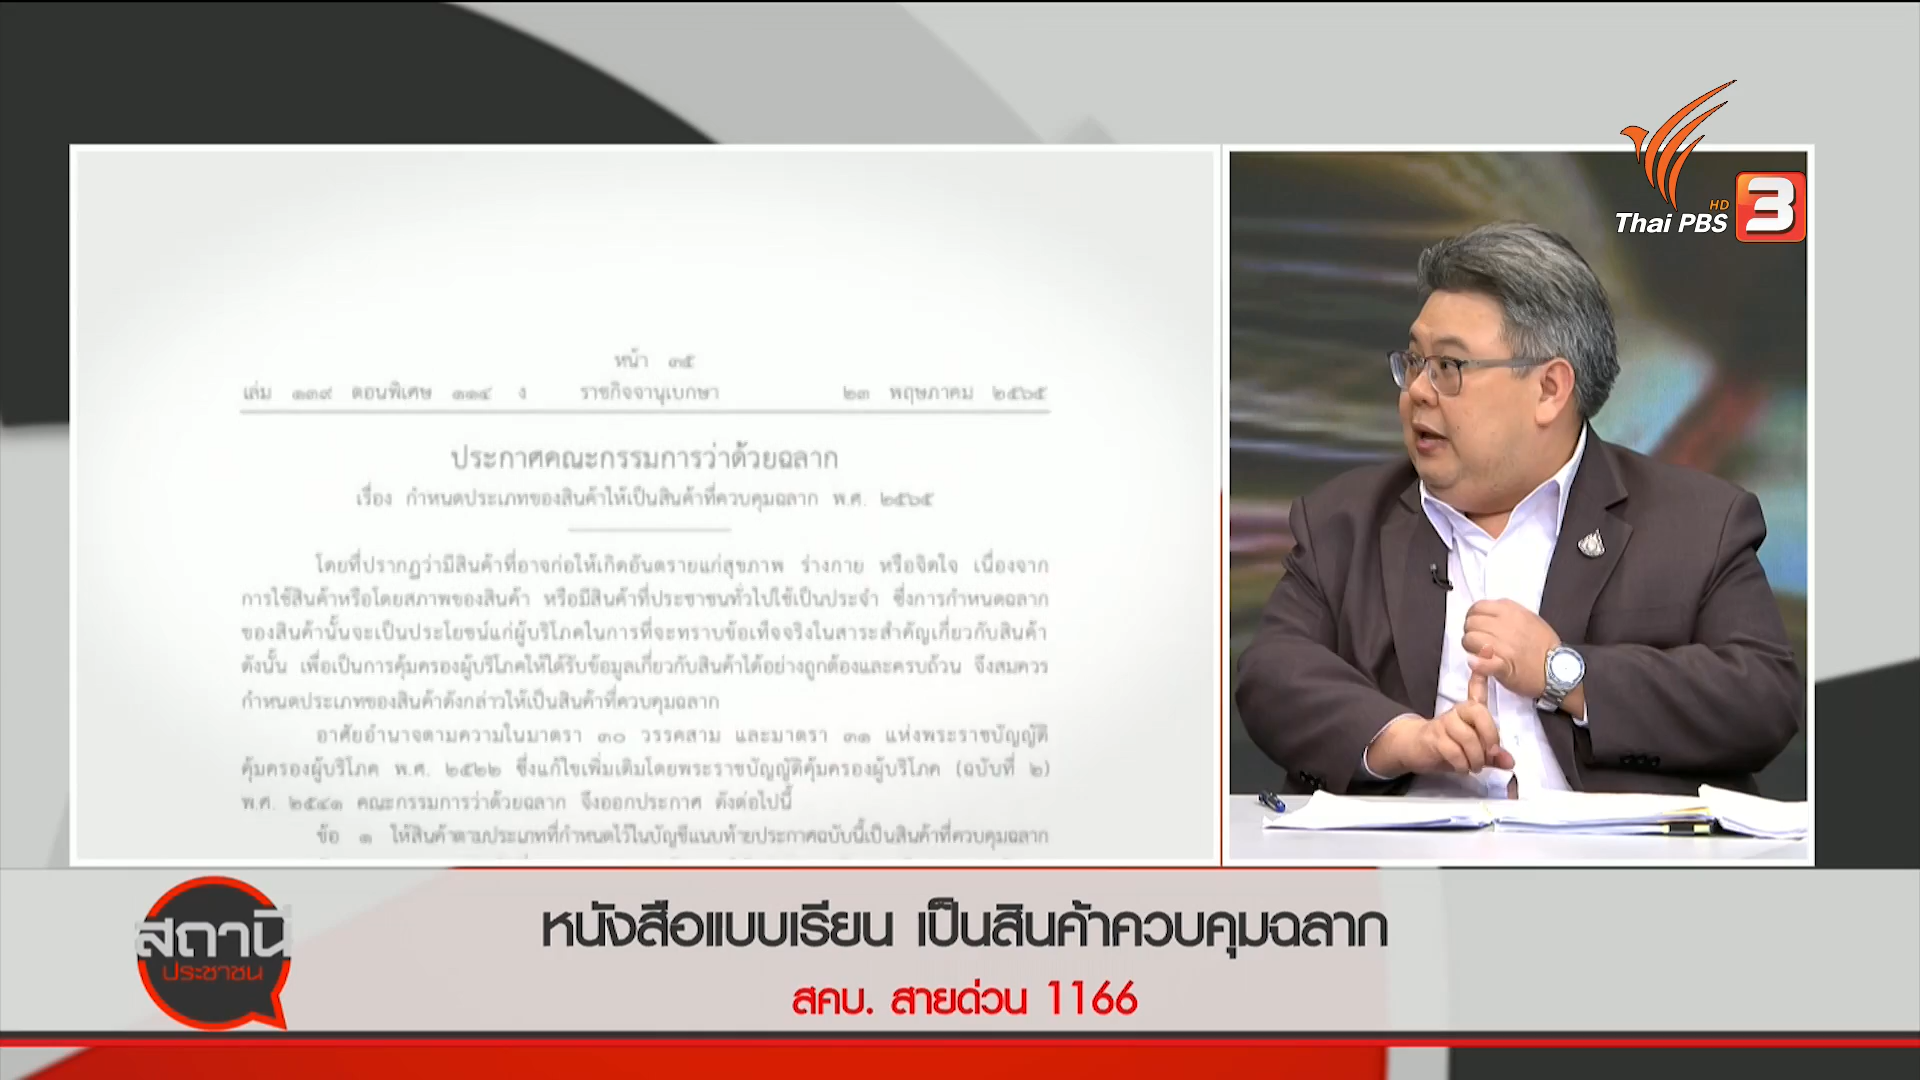 HD
Thai PBS 3
หน้า ๓๕
เล่ม ๑๓๙ ตอนพิเศษ ๑๑๔ ง ราชกิจจานุเบกษา ๒๓ พฤษภาคม ๒๕๖๕
ประกาศคณะกรรมการว่าด้วยฉลาก
เรื่อง กำหนดประเภทของสินค้าให้เป็นสินค้าที่ควบคุมฉลาก พ.ศ. ๒๕๖๕
โดยที่ปรากฏว่ามีสินค้าที่อาจก่อให้เกิดอันตรายแก่สุขภาพ ร่างกาย หรือจิตใจ เนื่องจาก
การใช้สินค้าหรือโดยสภาพของสินค้า หรือมีสินค้าที่ประชาชนทั่วไปใช้เป็นประจำ ซึ่งการกำหนดฉลาก
ของสินค้านั้นจะเป็นประโยชน์แก่ผู้บริโภคในการที่จะทราบข้อเท็จจริงในสาระสำคัญเกี่ยวกับสินค้า
ดังนั้น เพื่อเป็นการคุ้มครองผู้บริโภคให้ได้รับข้อมูลเกี่ยวกับสินค้าได้อย่างถูกต้องและครบถ้วน จึงสมควร
กำหนดประเภทของสินค้าดังกล่าวให้เป็นสินค้าที่ควบคุมฉลาก
อาศัยอำนาจตามความในมาตรา ๓๐ วรรคสาม และมาตรา ๓๑ แห่งพระราชบัญญัติ
คุ้มครองผู้บริโภค พ.ศ. ๒๕๒๒ ซึ่งแก้ไขเพิ่มเติมโดยพระราชบัญญัติคุ้มครองผู้บริโภค (ฉบับที่ ๒)
พ.ศ. ๒๕๔๑ คณะกรรมการว่าด้วยฉลาก จึงออกประกาศ ดังต่อไปนี้
ข้อ ๑ ให้สินค้าตามประเภทที่กำหนดไว้ในบัญชีแนบท้ายประกาศฉบับนี้เป็นสินค้าที่ควบคุมฉลาก
สถานี
ประชาชน
หนังสือแบบเรียน เป็นสินค้าควบคุมฉลาก
สคบ. สายด่วน 1166